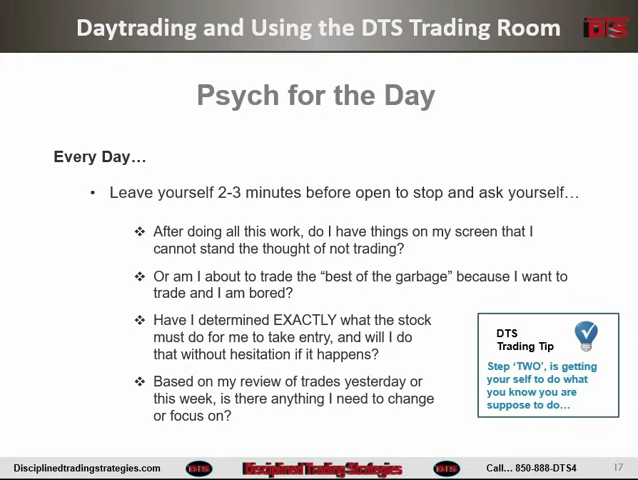 Daytrading and Using the DTS Trading Room
DTS
Psych for the Day
Every Day…
• Leave yourself 2-3 minutes before open to stop and ask yourself…
❖ After doing all this work, do I have things on my screen that I
cannot stand the thought of not trading?
❖ Or am I about to trade the “best of the garbage” because I want to
trade and I am bored?
❖ Have I determined EXACTLY what the stock
must do for me to take entry, and will I do
that without hesitation if it happens?
❖ Based on my review of trades yesterday or
this week, is there anything I need to change
or focus on?
DTS
Trading Tip
Step ‘TWO’, is getting
your self to do what
you know you are
suppose to do…
Disciplinedtradingstrategies.com DTS Disciplined Trading Strategies DTS Call… 850-888-DTS4 17